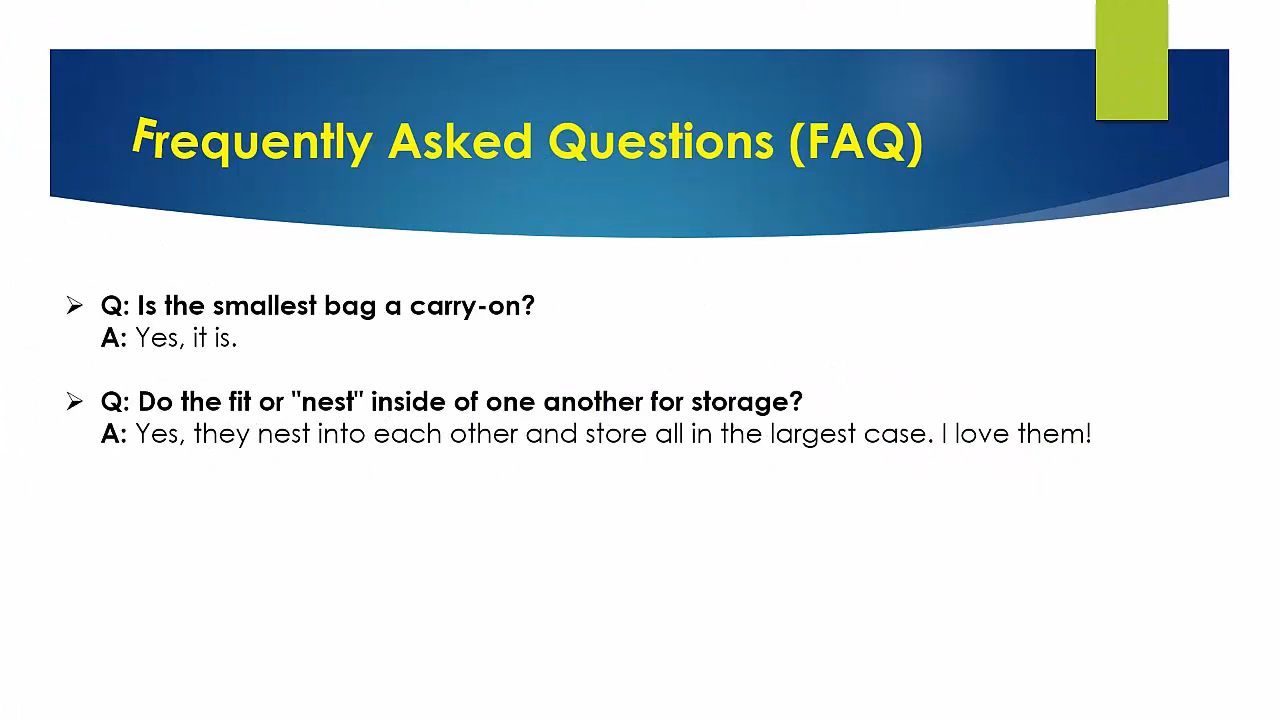 Frequently Asked Questions (FAQ)
Q: Is the smallest bag a carry-on?
A: Yes, it is.
Q: Do the fit or "nest" inside of one another for storage?
A: Yes, they nest into each other and store all in the largest case. I love them!